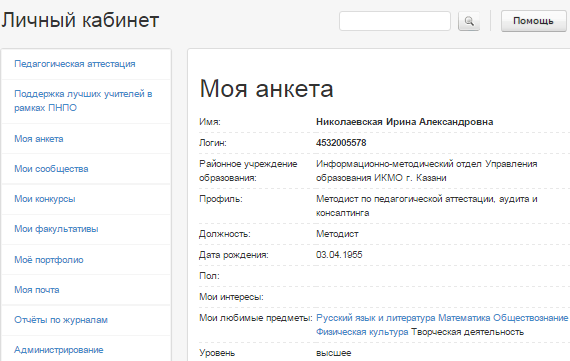 Личный кабинет
Помощь
Педагогическая аттестация
Поддержка лучших учителей в
рамках ПНПО
Моя анкета
Мои сообщества
Мои конкурсы
Мои факультативы
Моё портфолио
Моя почта
Отчёты по журналам
Администрирование
Моя анкета
Имя: Николаевская Ирина Александровна
Логин: 4532005578
Районное учреждение образования: Информационно-методический отдел Управления
образования ИКМО г. Казани
Профиль: Методист по педагогической аттестации, аудита и
консалтинга
Должность: Методист
Дата рождения: 03.04.1955
Пол:
Мои интересы:
Мои любимые предметы: Русский язык и литература Математика Обществознание
Физическая культура Творческая деятельность
Уровень высшее